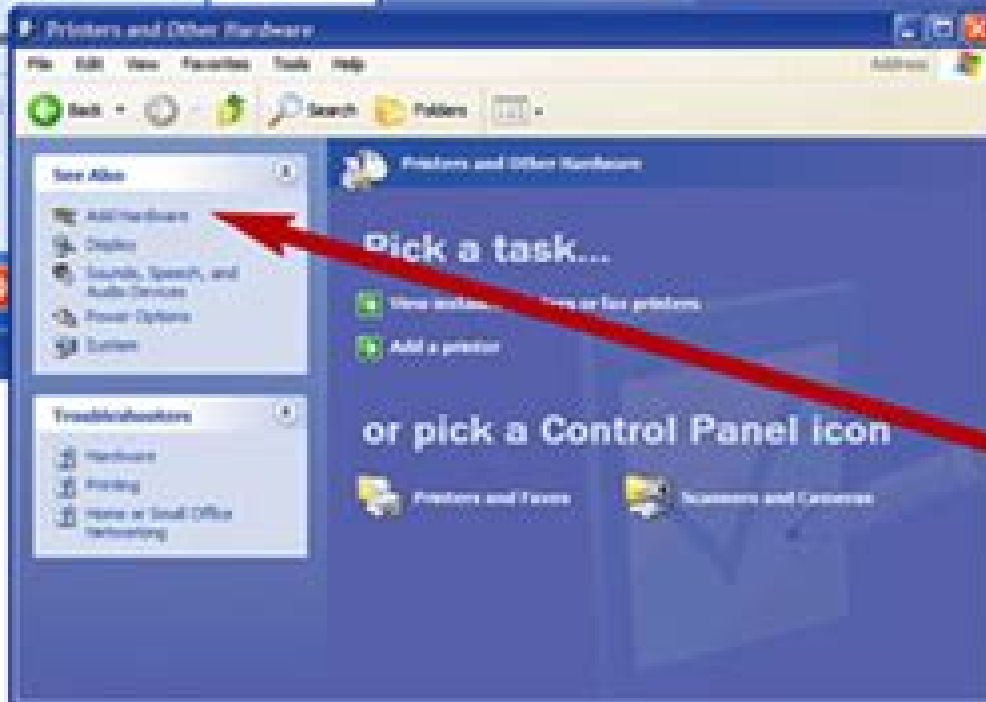 Printers and Other Hardware
File Edit View Favorites Tools Help
Address
Back
Search
Folders
See Also
Add Hardware
Display
Sounds, Speech, and
Audio Devices
Power Options
System
Troubleshooters
Hardware
Printing
Home or Small Office
Networking
Printers and Other Hardware
Pick a task...
View or fax printers
Add a printer
or pick a Control Panel icon
Printers and Faxes
Scanners and Cameras